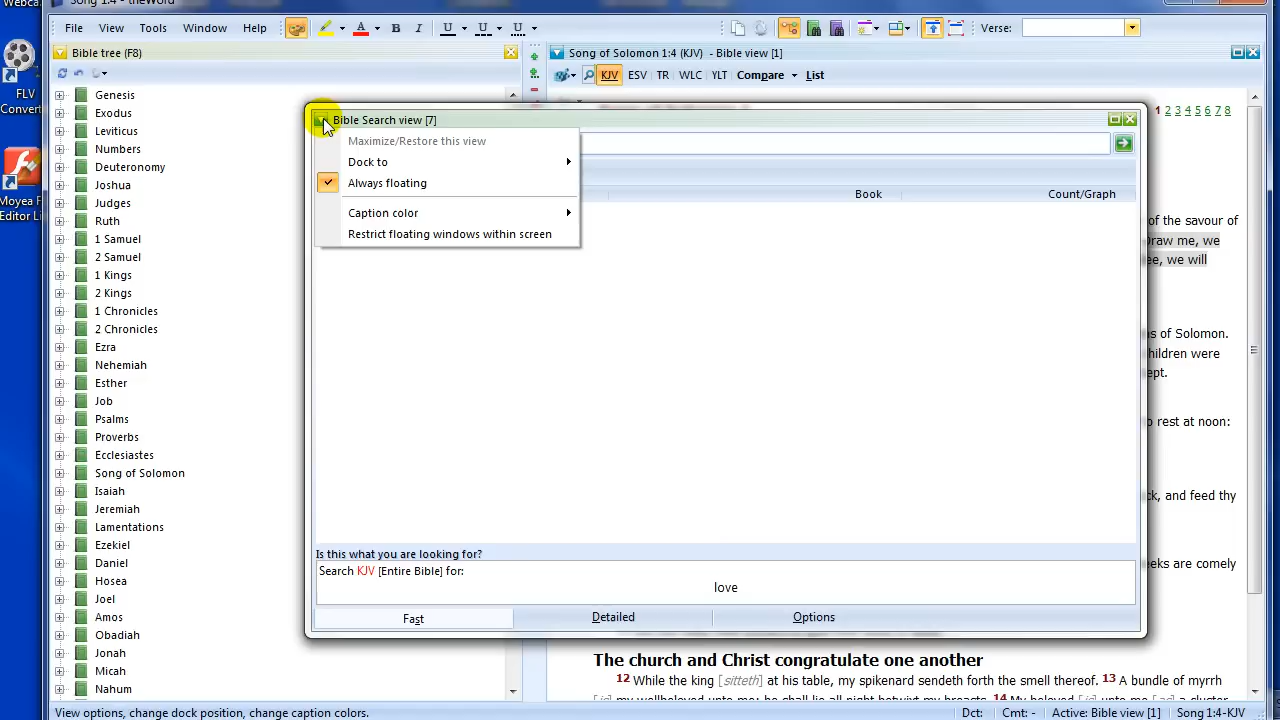 Webca
Song 1:4 - theWord
File View Tools Window Help B I U U U Verse:
Bible tree (F8)
Song of Solomon 1:4 (KJV) - Bible view [1]
KJV ESV TR WLC YLT Compare List
FLV
Convert
Moyea F
Editor Li
Genesis
Exodus
Leviticus
Numbers
Deuteronomy
Joshua
Judges
Ruth
1 Samuel
2 Samuel
1 Kings
2 Kings
1 Chronicles
2 Chronicles
Ezra
Nehemiah
Esther
Job
Psalms
Proverbs
Ecclesiastes
Song of Solomon
Isaiah
Jeremiah
Lamentations
Ezekiel
Daniel
Hosea
Joel
Amos
Obadiah
Jonah
Micah
Nahum
Bible Search view [7]
Maximize/Restore this view
Dock to
Always floating
Caption color
Restrict floating windows within screen
Book Count/Graph
Is this what you are looking for?
Search KJV [Entire Bible] for:
love
Fast Detailed Options
1 2 3 4 5 6 7 8
of the savour of
Draw me, we
ee, we will
ns of Solomon.
hildren were
ept.
o rest at noon:
ck, and feed thy
eeks are comely
The church and Christ congratulate one another
12 While the king [sitteth] at his table, my spikenard sendeth forth the smell thereof. 13 A bundle of myrrh
View options, change dock position, change caption colors.
Dct: Cmt: - Active: Bible view [1] Song 1:4-KJV